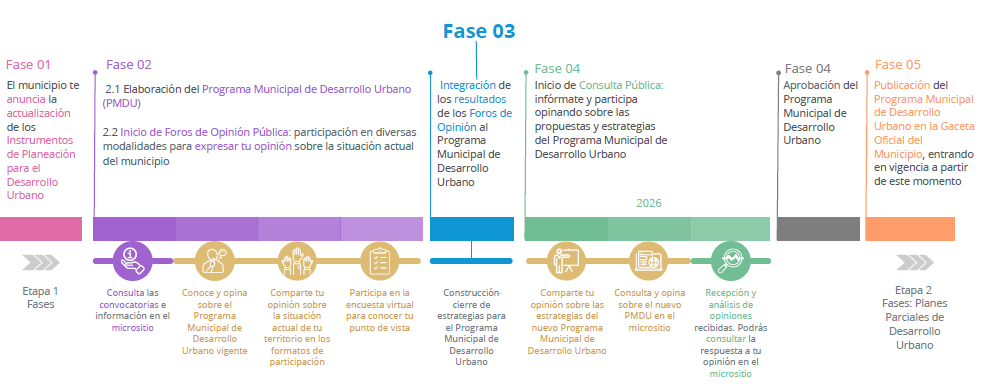 Fase 03
Fase 01
El municipio te
anuncia la
actualización
de los
Instrumentos
de Planeación
para el
Desarrollo
Urbano
Fase 02
2.1 Elaboración del Programa Municipal de Desarrollo Urbano
(PMDU)
2.2 Inicio de Foros de Opinión Pública: participación en diversas
modalidades para expresar tu opinión sobre la situación actual
del municipio
Integración de
los resultados
de los Foros de
Opinión al
Programa
Municipal de
Desarrollo
Urbano
Fase 04
Inicio de Consulta Pública:
infórmate y participa
opinando sobre las
propuestas y estrategias
del Programa Municipal de
Desarrollo Urbano
2026
Fase 04
Aprobación del
Programa
Municipal de
Desarrollo
Urbano
Fase 05
Publicación del
Programa Municipal
de Desarrollo
Urbano en la Gaceta
Oficial del
Municipio, entrando
en vigencia a partir
de este momento
Etapa 1
Fases
Consulta las
convocatorias e
información en el
micrositio
Conoce y opina
sobre el
Programa
Municipal de
Desarrollo
Urbano vigente
Comparte tu
opinión sobre
la situación
actual de tu
territorio en los
formatos de
participación
Participa en la
encuesta virtual
para conocer tu
punto de vista
Construcción-
cierre de
estrategias para
el Programa
Municipal de
Desarrollo
Urbano
Comparte tu
opinión sobre las
estrategias del
nuevo Programa
Municipal de
Desarrollo Urbano
Consulta y opina
sobre el nuevo
PMDU en el
micrositio
Recepción y
análisis de
opiniones
recibidas. Podrás
consultar la
respuesta a tu
opinión en el
micrositio
Etapa 2
Fases: Planes
Parciales de
Desarrollo
Urbano